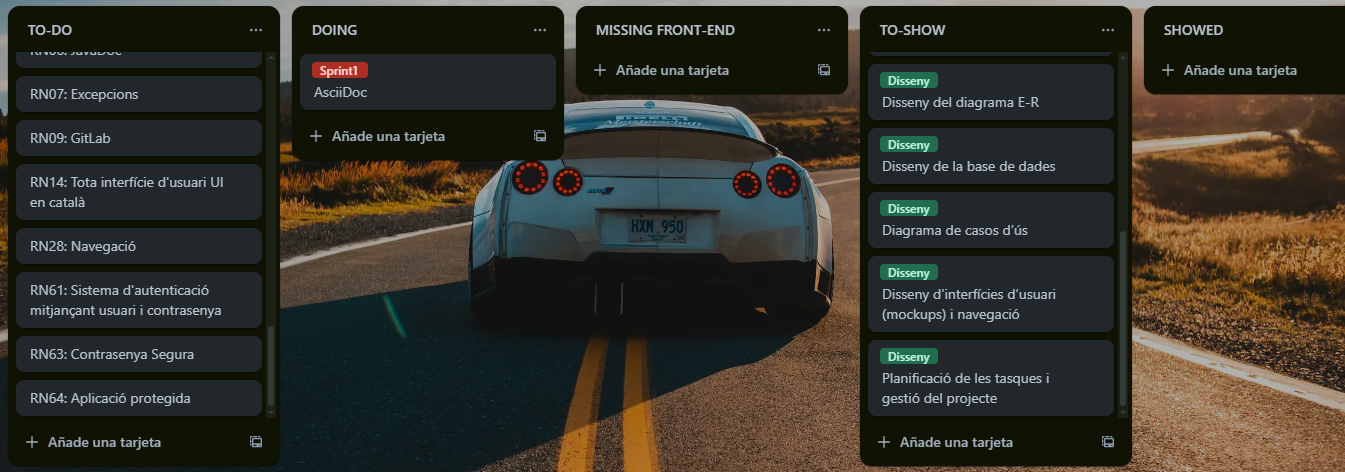 TO-DO
RN06: JavaDoc
RN07: Excepcions
RN09: GitLab
RN14: Tota interfície d'usuari UI
en català
RN28: Navegació
RN61: Sistema d'autenticació
mitjançant usuari i contrasenya
RN63: Contrasenya Segura
RN64: Aplicació protegida
+ Añade una tarjeta
DOING
Sprint1
AsciiDoc
+ Añade una tarjeta
MISSING FRONT-END
+ Añade una tarjeta
PIRELLI
HXM 950
TO-SHOW
Disseny
Disseny del diagrama E-R
Disseny
Disseny de la base de dades
Disseny
Diagrama de casos d’ús
Disseny
Disseny d’interfícies d’usuari
(mockups) i navegació
Disseny
Planificació de les tasques i
gestió del projecte
+ Añade una tarjeta
SHOWED
+ Añade una tarjeta